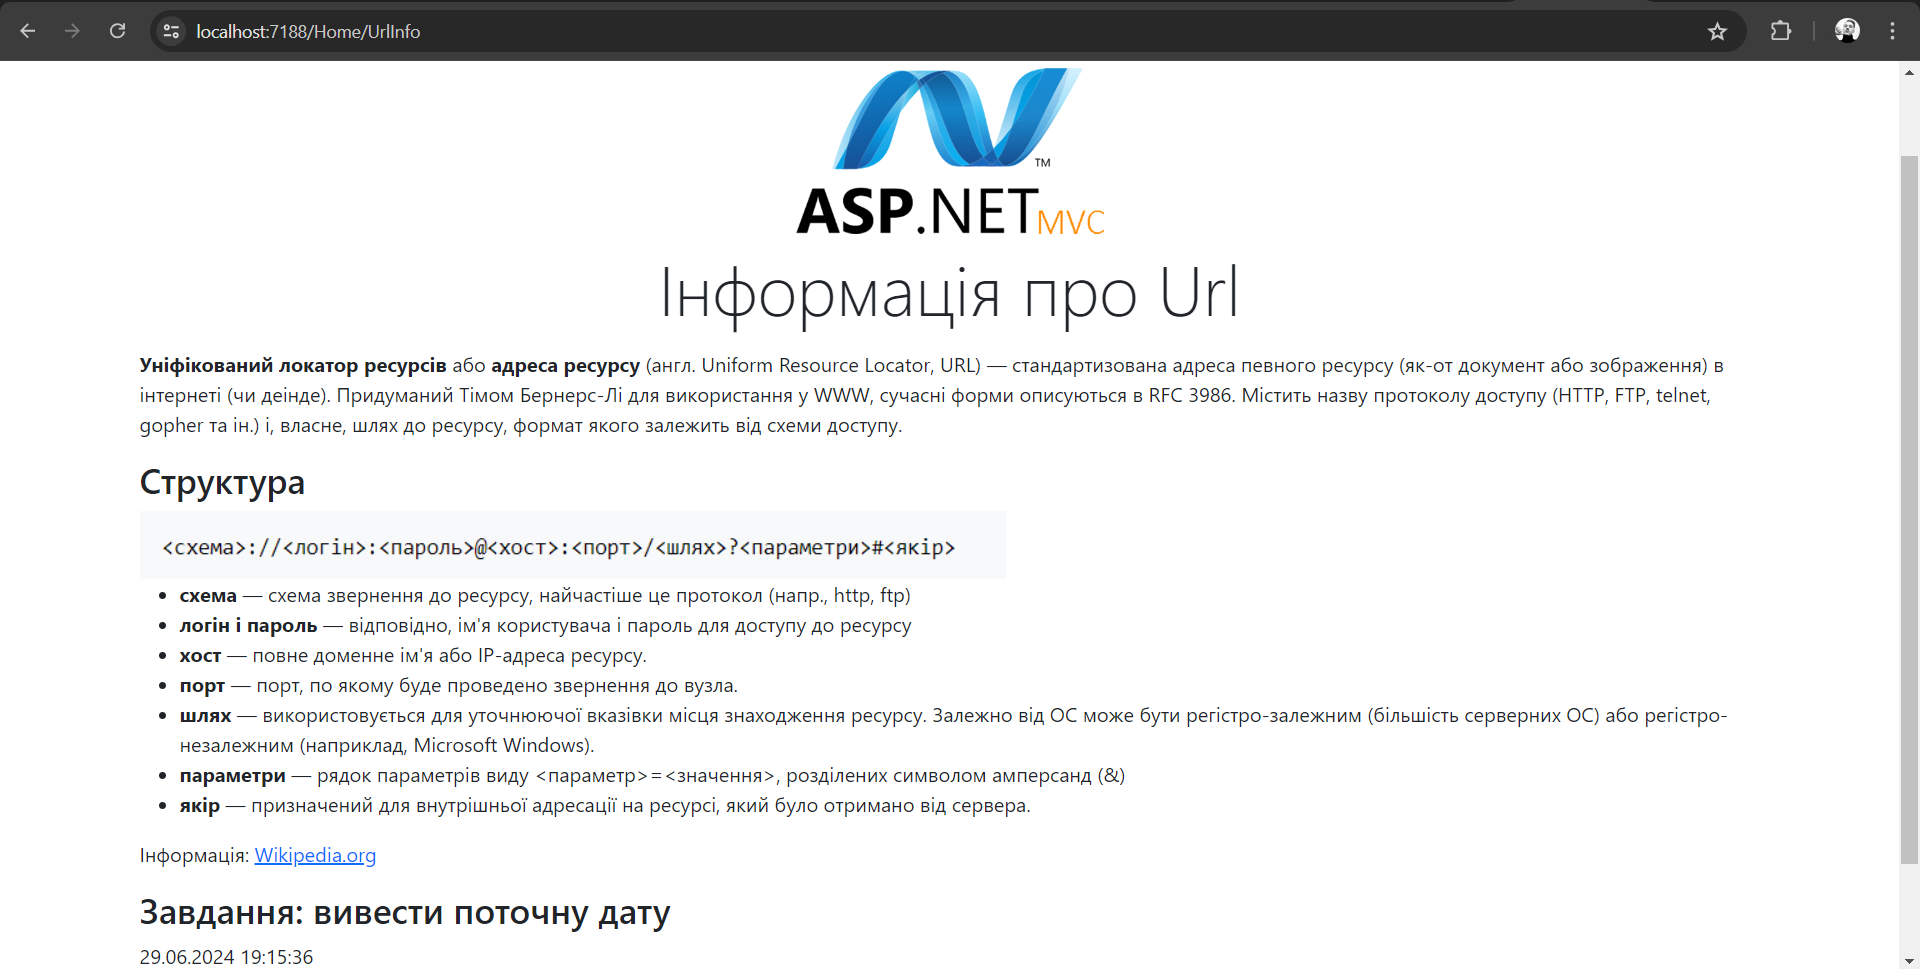 localhost:7188/Home/UrlInfo
TM
ASP.NET MVC
Інформація про Url
Уніфікований локатор ресурсів або адреса ресурсу (англ. Uniform Resource Locator, URL) — стандартизована адреса певного ресурсу (як-от документ або зображення) в
інтернеті (чи деінде). Придуманий Тімом Бернерс-Лі для використання у WWW, сучасні форми описуються в RFC 3986. Містить назву протоколу доступу (HTTP, FTP, telnet,
gopher та ін.) і, власне, шлях до ресурсу, формат якого залежить від схеми доступу.
Структура
<схема>://<логін>:<пароль>@<хост>:<порт>/<шлях>?<параметри>#<якір>
• схема — схема звернення до ресурсу, найчастіше це протокол (напр., http, ftp)
• логін і пароль — відповідно, ім'я користувача і пароль для доступу до ресурсу
• хост — повне доменне ім'я або IP-адреса ресурсу.
• порт — порт, по якому буде проведено звернення до вузла.
• шлях — використовується для уточнюючої вказівки місця знаходження ресурсу. Залежно від ОС може бути регістро-залежним (більшість серверних ОС) або регістро-
незалежним (наприклад, Microsoft Windows).
• параметри — рядок параметрів виду <параметр>=<значення>, розділених символом амперсанд (&)
• якір — призначений для внутрішньої адресації на ресурсі, який було отримано від сервера.
Інформація: Wikipedia.org
Завдання: вивести поточну дату
29.06.2024 19:15:36